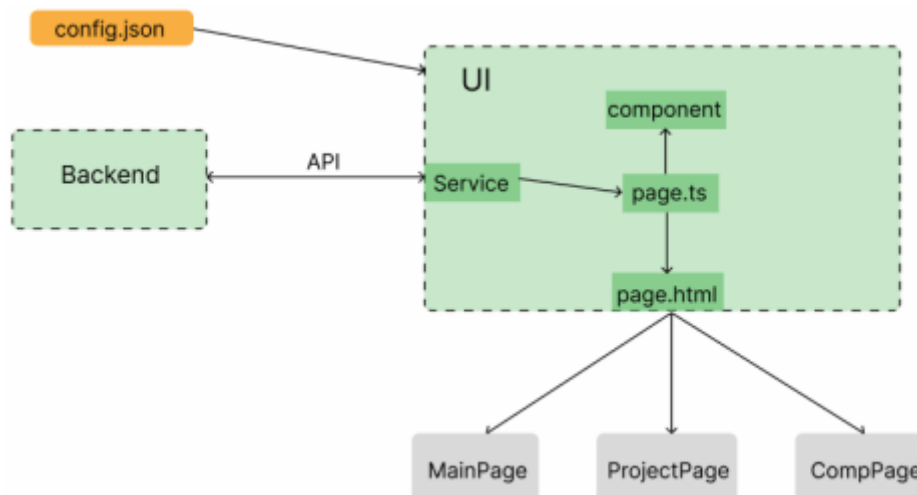 config.json
UI
component
Backend
API
Service
page.ts
page.html
MainPage
ProjectPage
CompPage